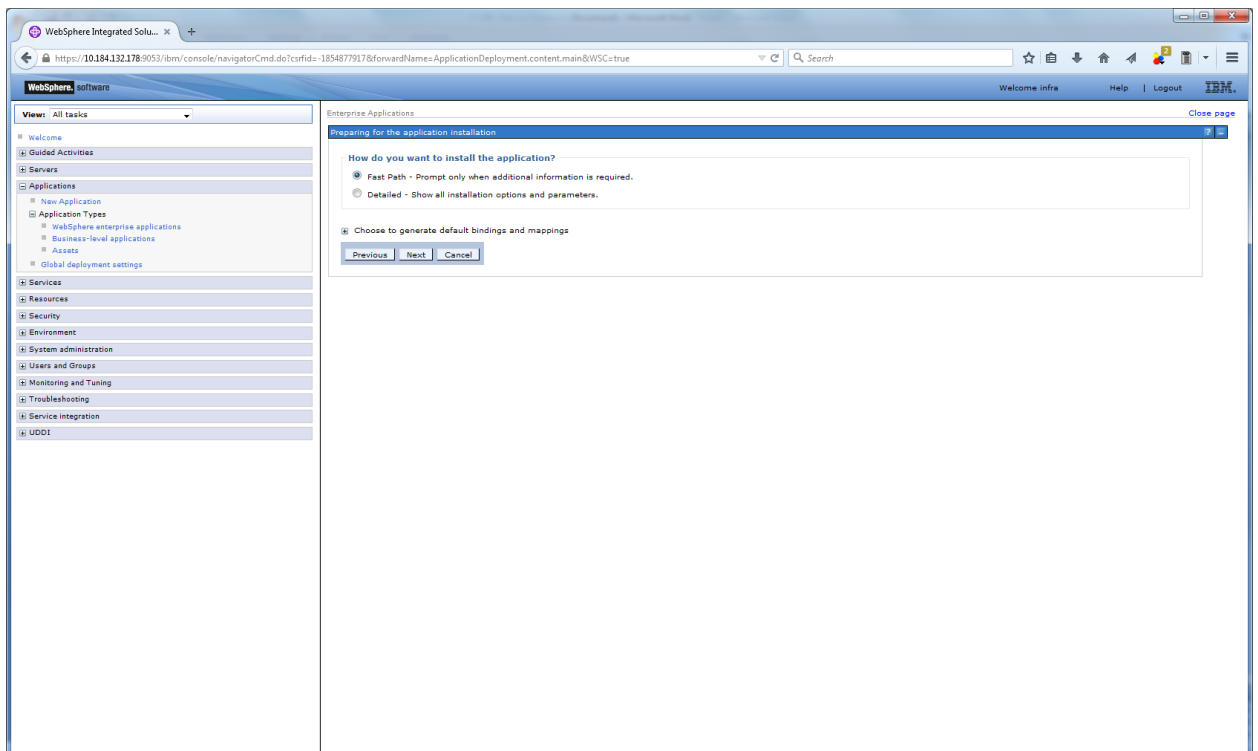 WebSphere Integrated Solu... × +
https://10.184.132.178:9053/ibm/console/navigatorCmd.do?csrfid=-1854877917&forwardName=ApplicationDeployment.content.main&WSC=true
Search
2
WebSphere. software
Welcome infra
Help | Logout
IBM.
View: All tasks
Welcome
Guided Activities
Servers
Applications
New Application
Application Types
WebSphere enterprise applications
Business-level applications
Assets
Global deployment settings
Services
Resources
Security
Environment
System administration
Users and Groups
Monitoring and Tuning
Troubleshooting
Service integration
UDDI
Enterprise Applications
Close page
Preparing for the application installation
? -
How do you want to install the application?
Fast Path - Prompt only when additional information is required.
Detailed - Show all installation options and parameters.
Choose to generate default bindings and mappings
Previous Next Cancel